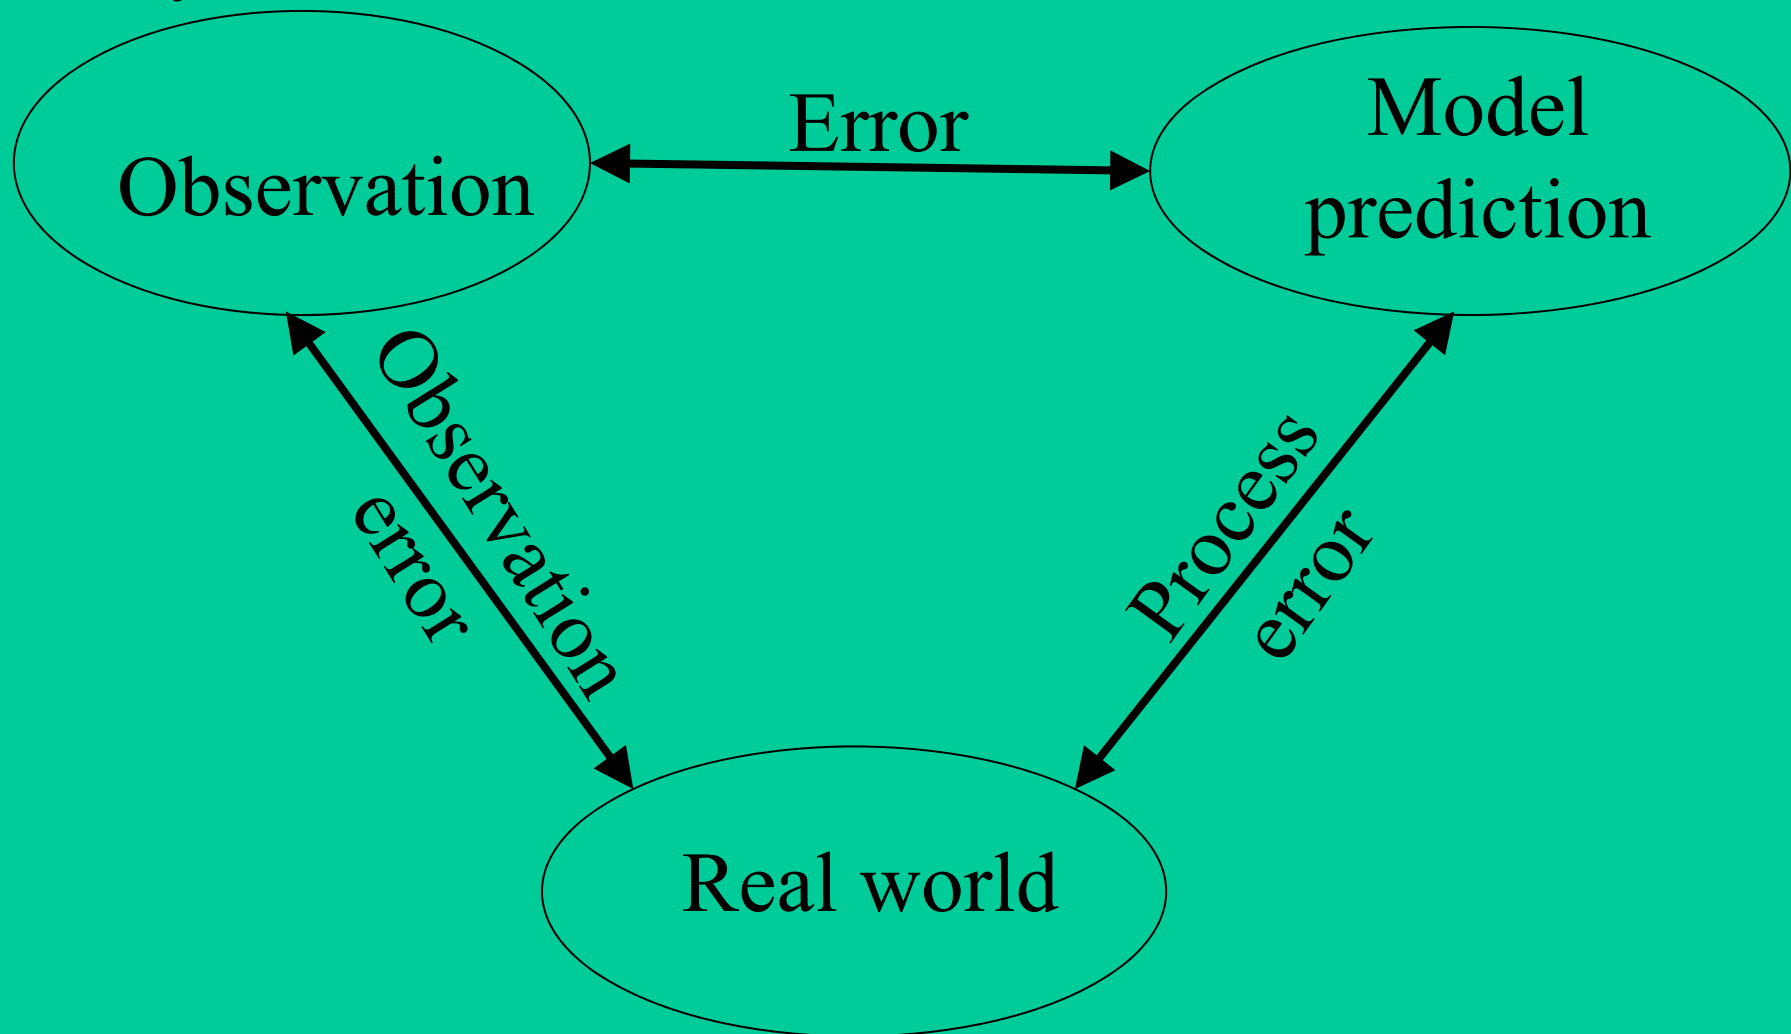 Observation
Error
Model
prediction
Observation
error
Process
error
Real world